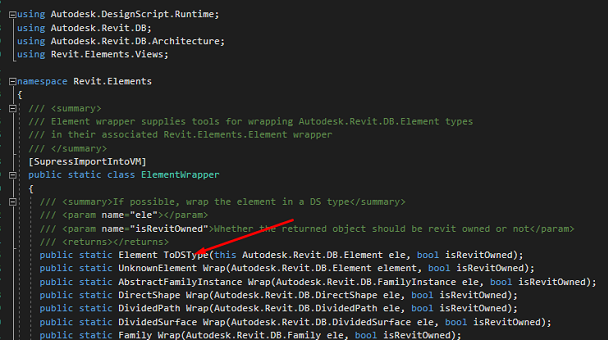 using Autodesk.DesignScript.Runtime;
using Autodesk.Revit.DB;
using Autodesk.Revit.DB.Architecture;
using Revit.Elements.Views;
namespace Revit.Elements
{
/// <summary>
/// Element wrapper supplies tools for wrapping Autodesk.Revit.DB.Element types
/// in their associated Revit.Elements.Element wrapper
/// </summary>
[SupressImportIntoVM]
public static class ElementWrapper
{
/// <summary>If possible, wrap the element in a DS type</summary>
/// <param name="ele"></param>
/// <param name="isRevitOwned">Whether the returned object should be revit owned or not</param>
/// <returns></returns>
public static Element ToDSType(this Autodesk.Revit.DB.Element ele, bool isRevitOwned);
public static UnknownElement Wrap(Autodesk.Revit.DB.Element element, bool isRevitOwned);
public static AbstractFamilyInstance Wrap(Autodesk.Revit.DB.FamilyInstance ele, bool isRevitOwned);
public static DirectShape Wrap(Autodesk.Revit.DB.DirectShape ele, bool isRevitOwned);
public static DividedPath Wrap(Autodesk.Revit.DB.DividedPath ele, bool isRevitOwned);
public static DividedSurface Wrap(Autodesk.Revit.DB.DividedSurface ele, bool isRevitOwned);
public static Family Wrap(Autodesk.Revit.DB.Family ele, bool isRevitOwned);